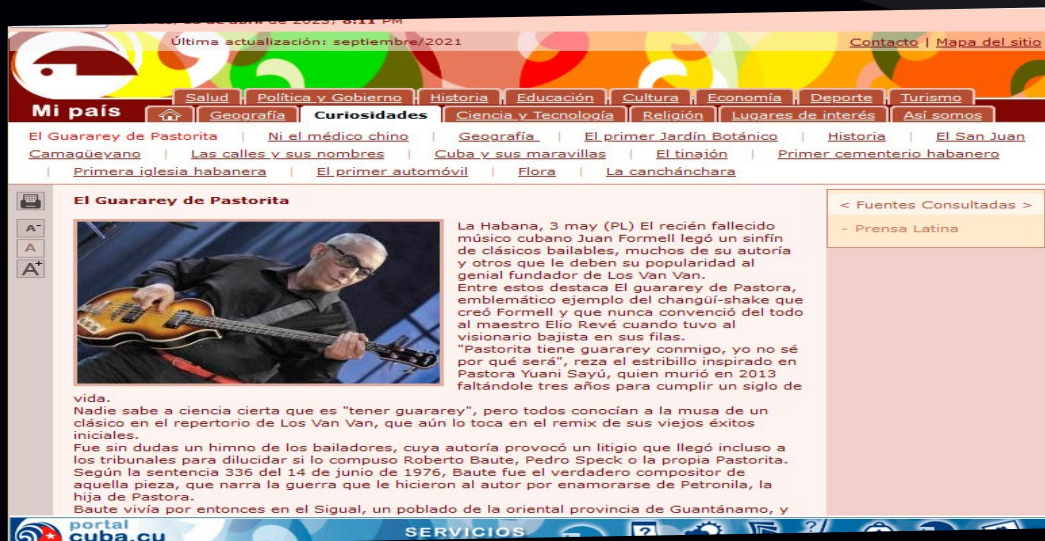 de abril de 2023, 8:11 PM
Última actualización: septiembre/2021
Contacto | Mapa del sitio
Salud Política y Gobierno Historia Educación Cultura Economía Deporte Turismo
Mi país Geografía Curiosidades Ciencia y Tecnología Religión Lugares de interés Así somos
El Guararey de Pastorita | Ni el médico chino | Geografía | El primer Jardín Botánico | Historia | El San Juan
Camagüeyano | Las calles y sus nombres | Cuba y sus maravillas | El tinajón | Primer cementerio habanero
| Primera iglesia habanera | El primer automóvil | Flora | La canchánchara
El Guararey de Pastorita
A-
A
A+
La Habana, 3 may (PL) El recién fallecido
músico cubano Juan Formell legó un sinfín
de clásicos bailables, muchos de su autoría
y otros que le deben su popularidad al
genial fundador de Los Van Van.
Entre estos destaca El guararey de Pastora,
emblemático ejemplo del changüí-shake que
creó Formell y que nunca convenció del todo
al maestro Elio Revé cuando tuvo al
visionario bajista en sus filas.
"Pastorita tiene guararey conmigo, yo no sé
por qué será", reza el estribillo inspirado en
Pastora Yuani Sayú, quien murió en 2013
faltándole tres años para cumplir un siglo de
vida.
Nadie sabe a ciencia cierta que es "tener guararey", pero todos conocían a la musa de un
clásico en el repertorio de Los Van Van, que aún lo toca en el remix de sus viejos éxitos
iniciales.
Fue sin dudas un himno de los bailadores, cuya autoría provocó un litigio que llegó incluso a
los tribunales para dilucidar si lo compuso Roberto Baute, Pedro Speck o la propia Pastorita.
Según la sentencia 336 del 14 de junio de 1976, Baute fue el verdadero compositor de
aquella pieza, que narra la guerra que le hicieron al autor por enamorarse de Petronila, la
hija de Pastora.
Baute vivía por entonces en el Sigual, un poblado de la oriental provincia de Guantánamo, y
< Fuentes Consultadas >
- Prensa Latina
portal
cuba.cu
SERVICIOS